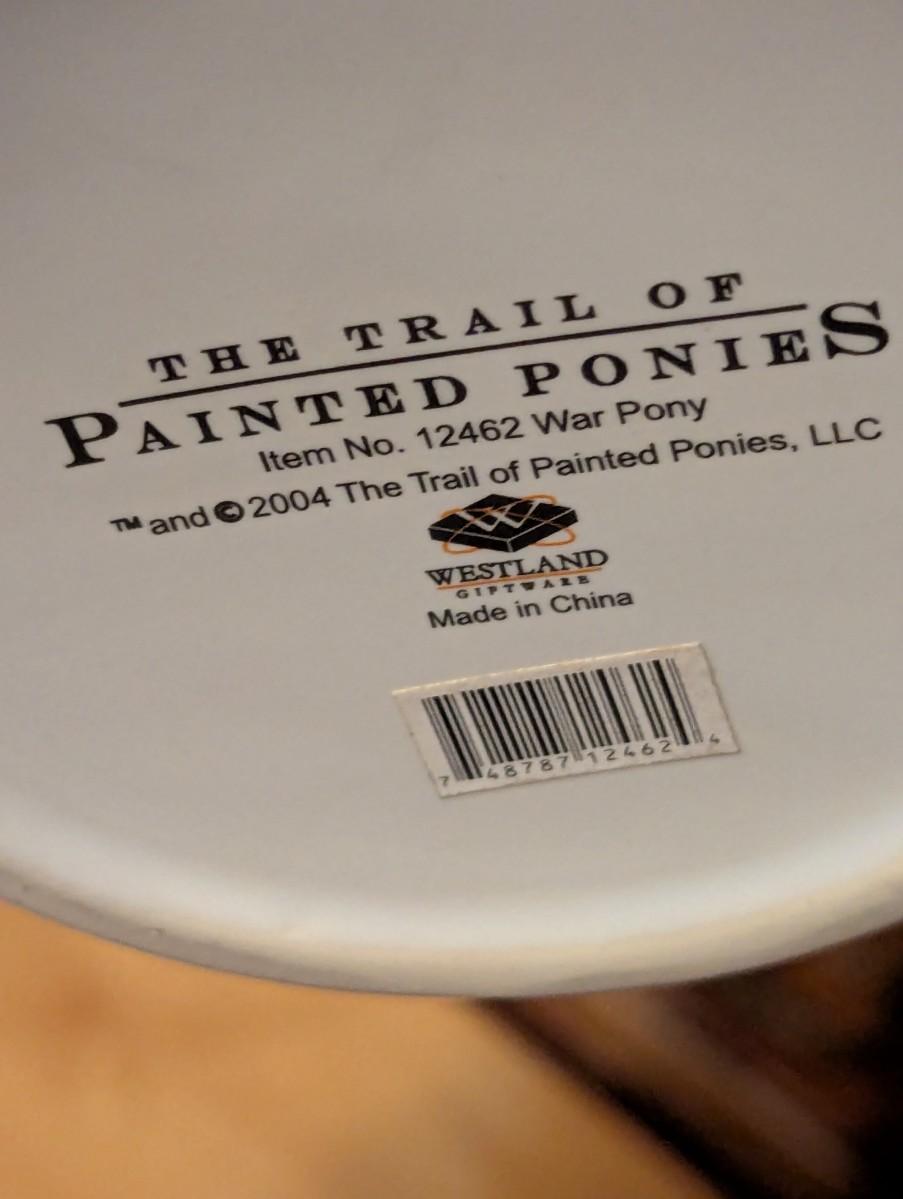 THE TRAIL OF
PAINTED PONIES
Item No. 12462 War Pony
™ and © 2004 The Trail of Painted Ponies, LLC
W
WESTLAND
GIFTWARE
Made in China
7 48787 12462 4